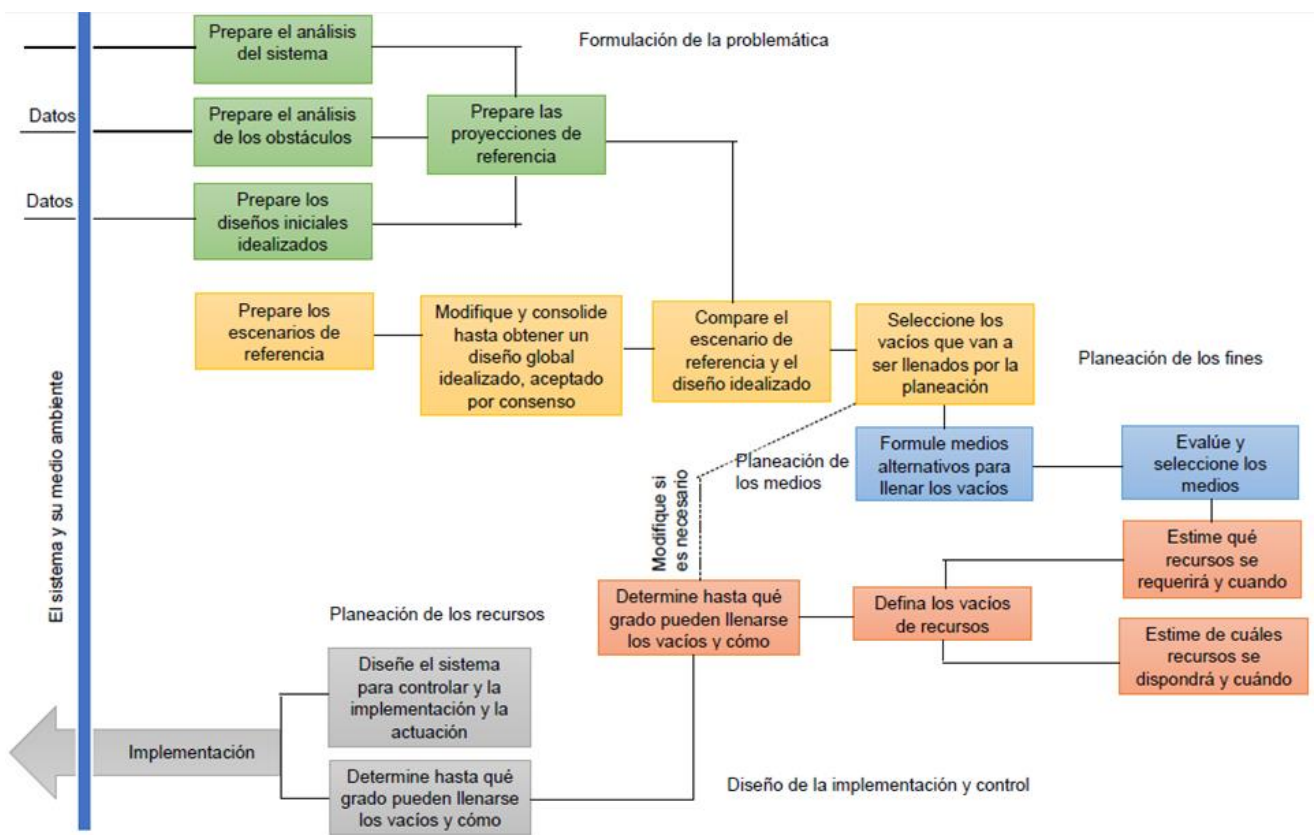 Prepare el análisis
del sistema
Formulación de la problemática
Datos
Prepare el análisis
de los obstáculos
Prepare las
proyecciones de
referencia
Datos
Prepare los
diseños iniciales
idealizados
Prepare los
escenarios de
referencia
Modifique y consolide
hasta obtener un
diseño global
idealizado, aceptado
por consenso
Compare el
escenario de
referencia y el
diseño idealizado
Seleccione los
vacíos que van a
ser llenados por la
planeación
Planeación de los fines
El sistema y su medio ambiente
Formule medios
alternativos para
llenar los vacíos
Evalúe y
seleccione los
medios
Planeación de
los medios
Modifique si
es necesario
Estime qué
recursos se
requerirá y cuando
Determine hasta qué
grado pueden llenarse
los vacíos y cómo
Defina los vacíos
de recursos
Estime de cuáles
recursos se
dispondrá y cuándo
Planeación de los recursos
Diseñe el sistema
para controlar y la
implementación y la
actuación
Implementación
Determine hasta qué
grado pueden llenarse
los vacíos y cómo
Diseño de la implementación y control